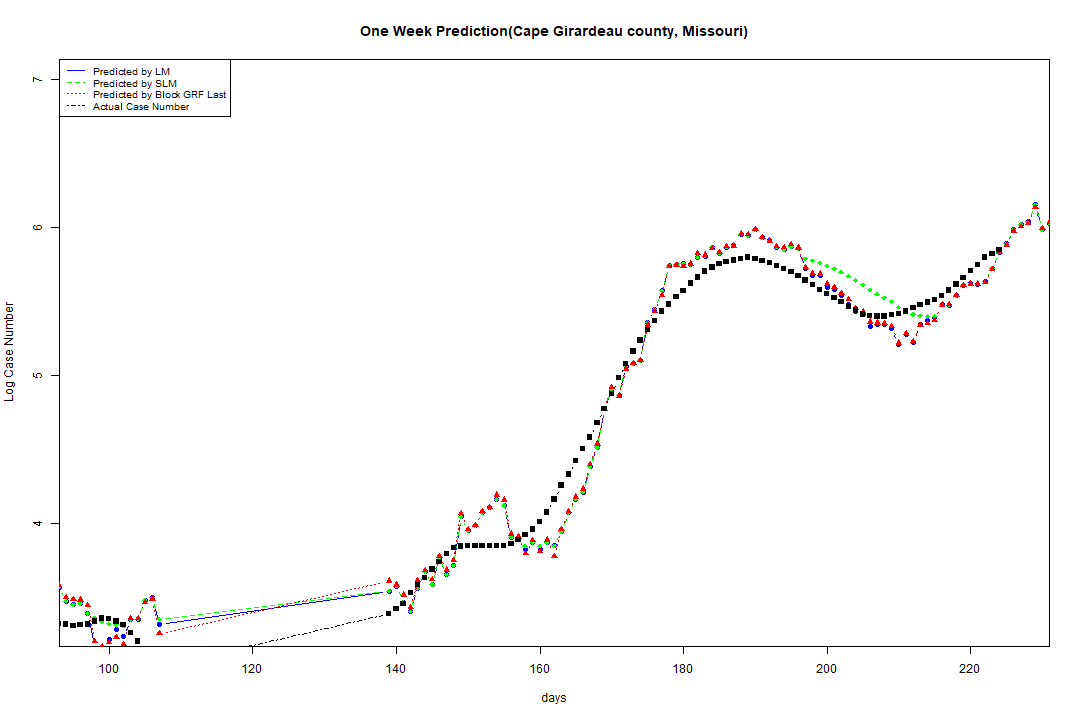 One Week Prediction(Cape Girardeau county, Missouri)
Predicted by LM
Predicted by SLM
Predicted by Block GRF Last
Actual Case Number
7
6
5
4
Log Case Number
100 120 140 160 180 200 220
days